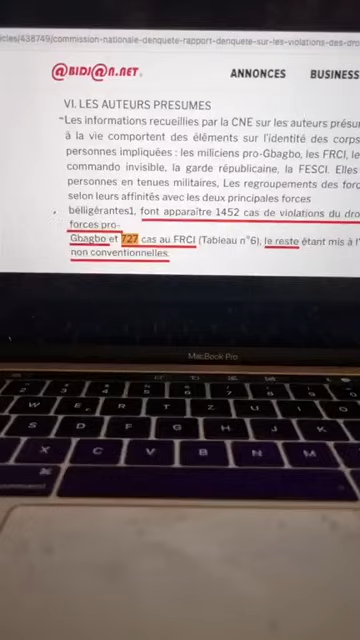 cles/438749/commission-nationale-denquete-rapport-denquete-sur-les-violations-des-dro
@BIDJ@N.NET
ANNONCES BUSINESS
VI. LES AUTEURS PRESUMES
-Les informations recueillies par la CNE sur les auteurs présu
à la vie comportent des éléments sur l'identité des corps
personnes impliquées : les miliciens pro-Gbagbo, les FRCI, le
commando invisible, la garde républicaine, la FESCI. Elles
personnes en tenues militaires, Les regroupements des forc
selon leurs affinités avec les deux principales forces
bélligérantes1, font apparaître 1452 cas de violations du dro
forces pro-
Gbagbo et 727 cas au FRCI (Tableau n°6), le reste étant mis à l'
non conventionnelles.
MacBook Pro
W E R T Z U I O
S D F G H J K
X C V B N M
command